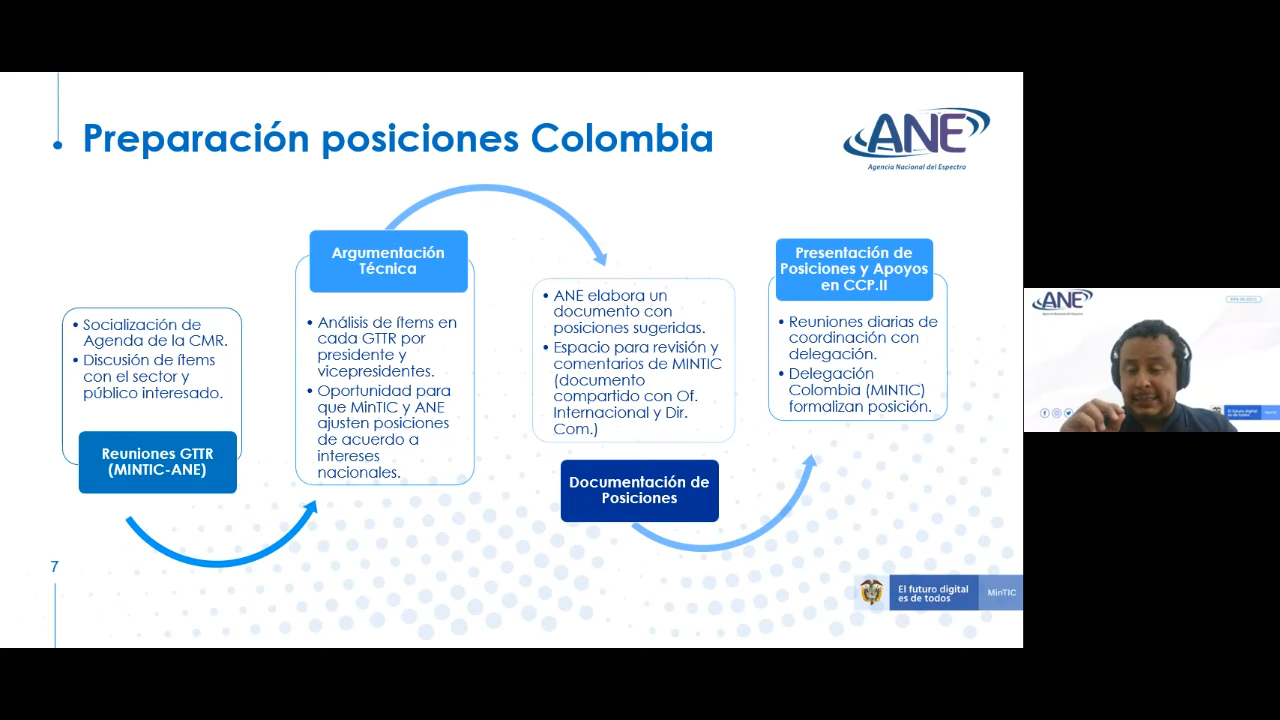 Preparación posiciones Colombia
ANE
Agencia Nacional del Espectro
• Socialización de
Agenda de la CMR.
• Discusión de ítems
con el sector y
público interesado.
Reuniones GTTR
(MINTIC-ANE)
Argumentación
Técnica
• Análisis de ítems en
cada GTTR por
presidente y
vicepresidentes.
• Oportunidad para
que MinTIC y ANE
ajusten posiciones
de acuerdo a
intereses
nacionales.
• ANE elabora un
documento con
posiciones sugeridas.
• Espacio para revisión y
comentarios de MINTIC
(documento
compartido con Of.
Internacional y Dir.
Com.)
Documentación de
Posiciones
Presentación de
Posiciones y Apoyos
en CCP.II
• Reuniones diarias de
coordinación con
delegación.
• Delegación
Colombia (MINTIC)
formalizan posición.
7
El futuro digital
es de todos
MinTIC
ANE